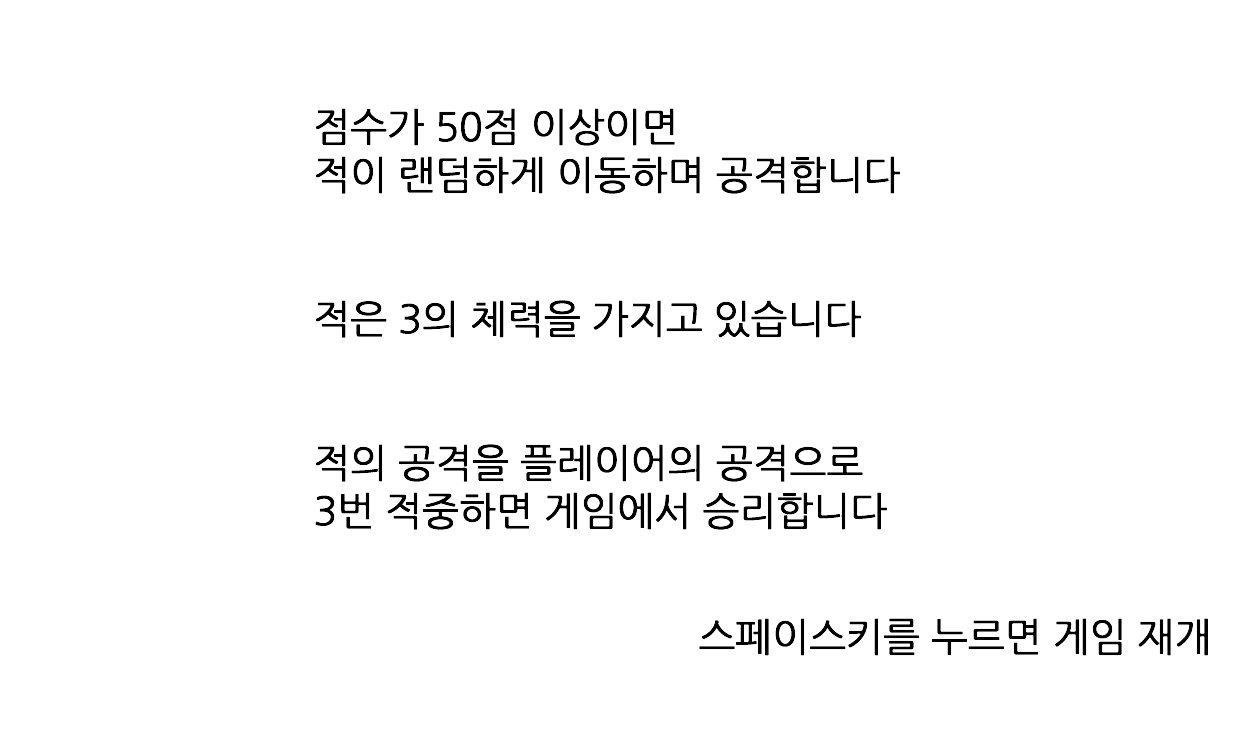 점수가 50점 이상이면
적이 랜덤하게 이동하며 공격합니다
적은 3의 체력을 가지고 있습니다
적의 공격을 플레이어의 공격으로
3번 적중하면 게임에서 승리합니다
스페이스키를 누르면 게임 재개